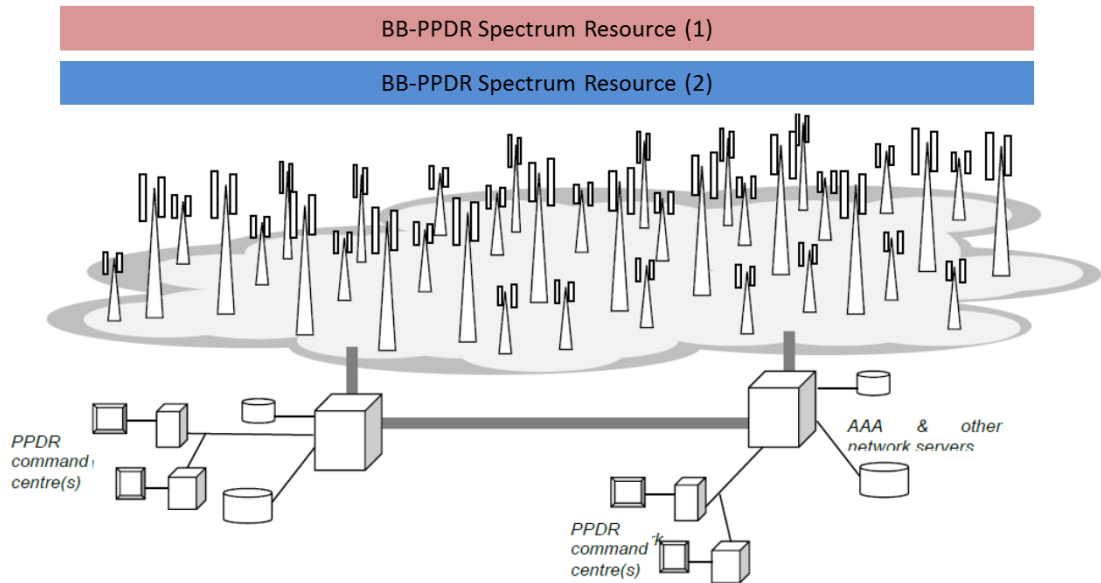 BB-PPDR Spectrum Resource (1)
BB-PPDR Spectrum Resource (2)
PPDR
command
centre(s)
AAA & other
network servers
PPDR
command
centre(s)